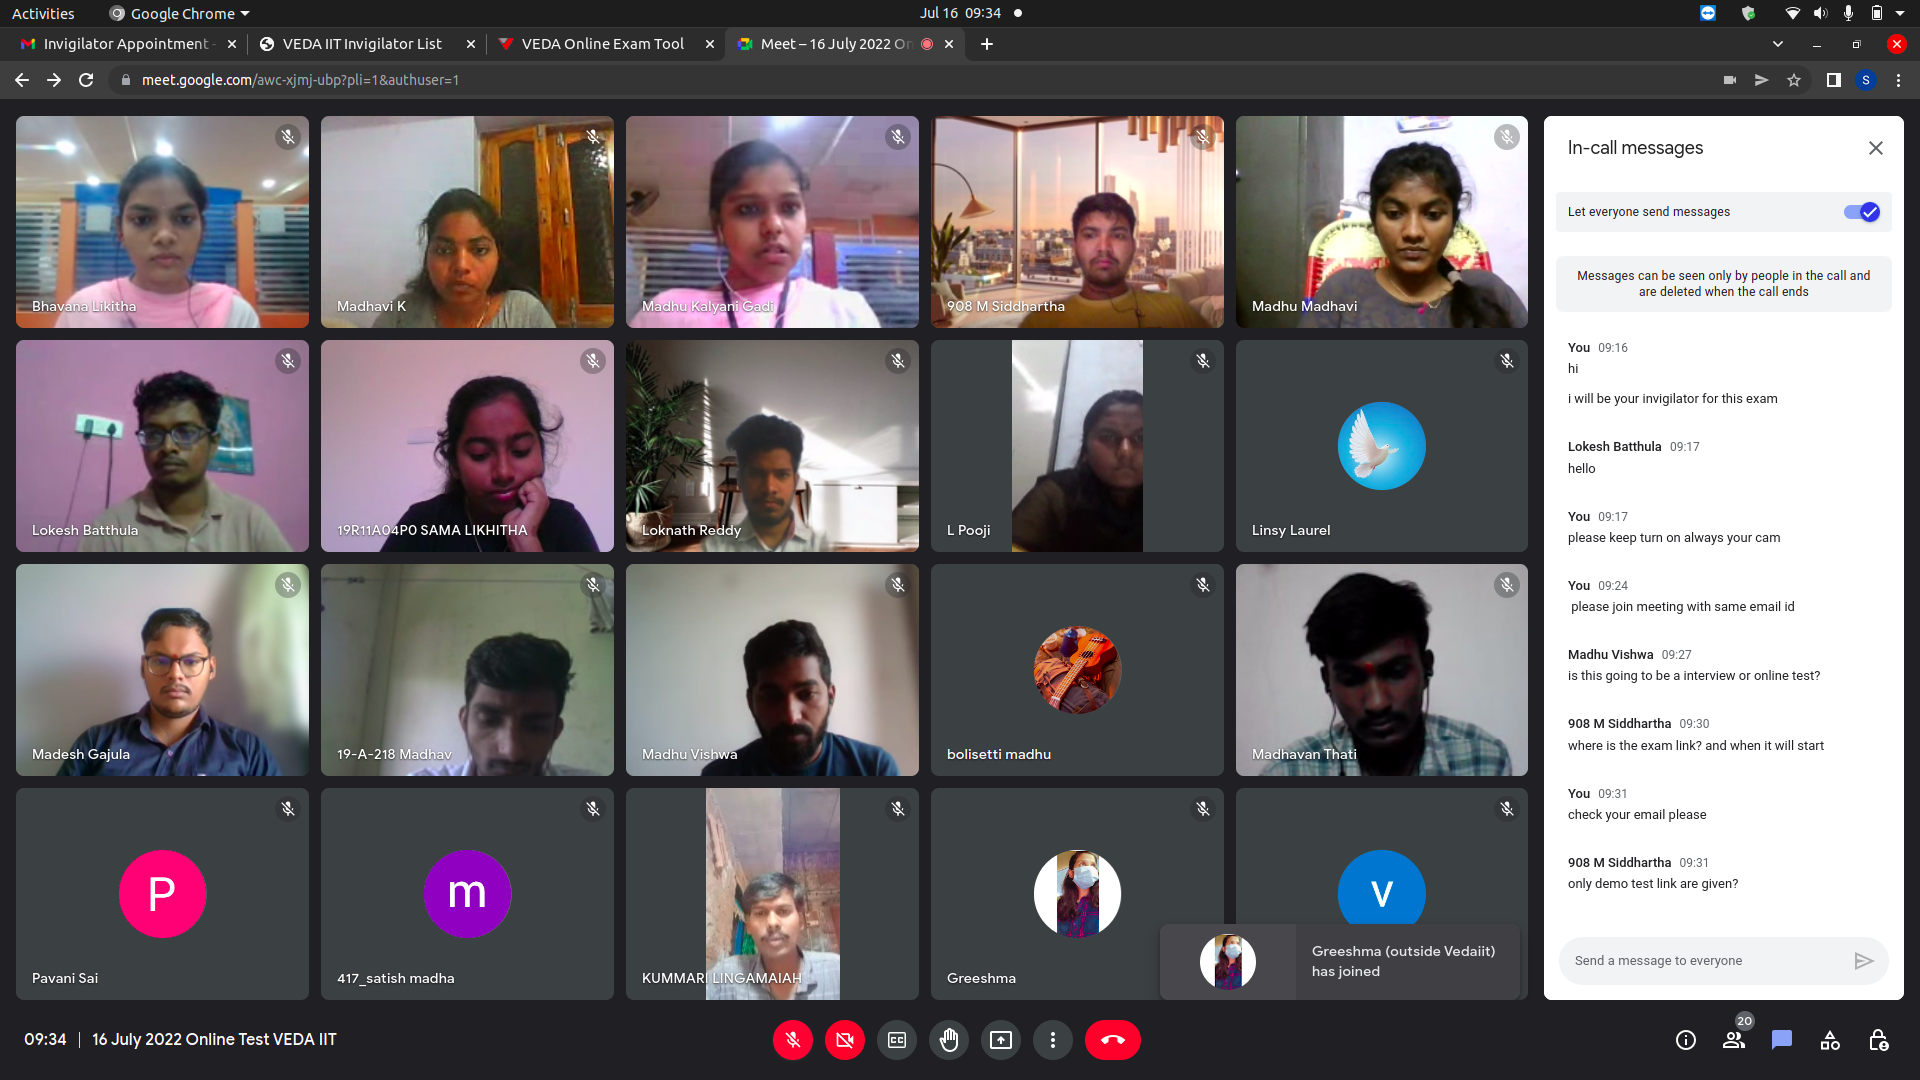 Activities
Google Chrome
Jul 16 09:34
Invigilator Appointment -
VEDA IIT Invigilator List
VEDA Online Exam Tool
Meet – 16 July 2022 On
meet.google.com/awc-xjmj-ubp?pli=1&authuser=1
S
Bhavana Likitha
Madhavi K
Madhu Kalyani Gadi
908 M Siddhartha
Madhu Madhavi
Lokesh Batthula
19R11A04P0 SAMA LIKHITHA
Loknath Reddy
L Pooji
Linsy Laurel
Madesh Gajula
19-A-218 Madhav
Madhu Vishwa
bolisetti madhu
Madhavan Thati
P
m
v
Pavani Sai
417_satish madha
KUMMARI LINGAMAIAH
Greeshma
Greeshma (outside Vedaiit)
has joined
In-call messages
Let everyone send messages
Messages can be seen only by people in the call and
are deleted when the call ends
You 09:16
hi
i will be your invigilator for this exam
Lokesh Batthula 09:17
hello
You 09:17
please keep turn on always your cam
You 09:24
please join meeting with same email id
Madhu Vishwa 09:27
is this going to be a interview or online test?
908 M Siddhartha 09:30
where is the exam link? and when it will start
You 09:31
check your email please
908 M Siddhartha 09:31
only demo test link are given?
Send a message to everyone
09:34 | 16 July 2022 Online Test VEDA IIT
CC
20